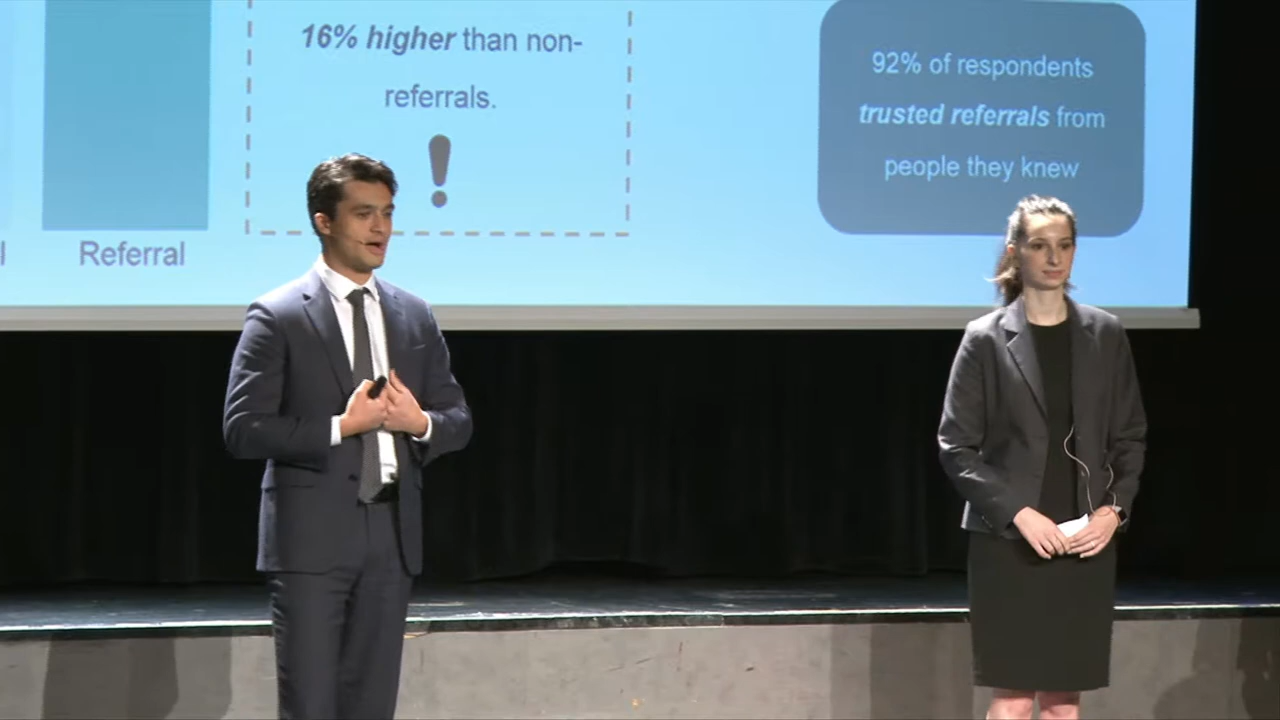 16% higher than non-
referrals.
!
Referral
92% of respondents
trusted referrals from
people they knew